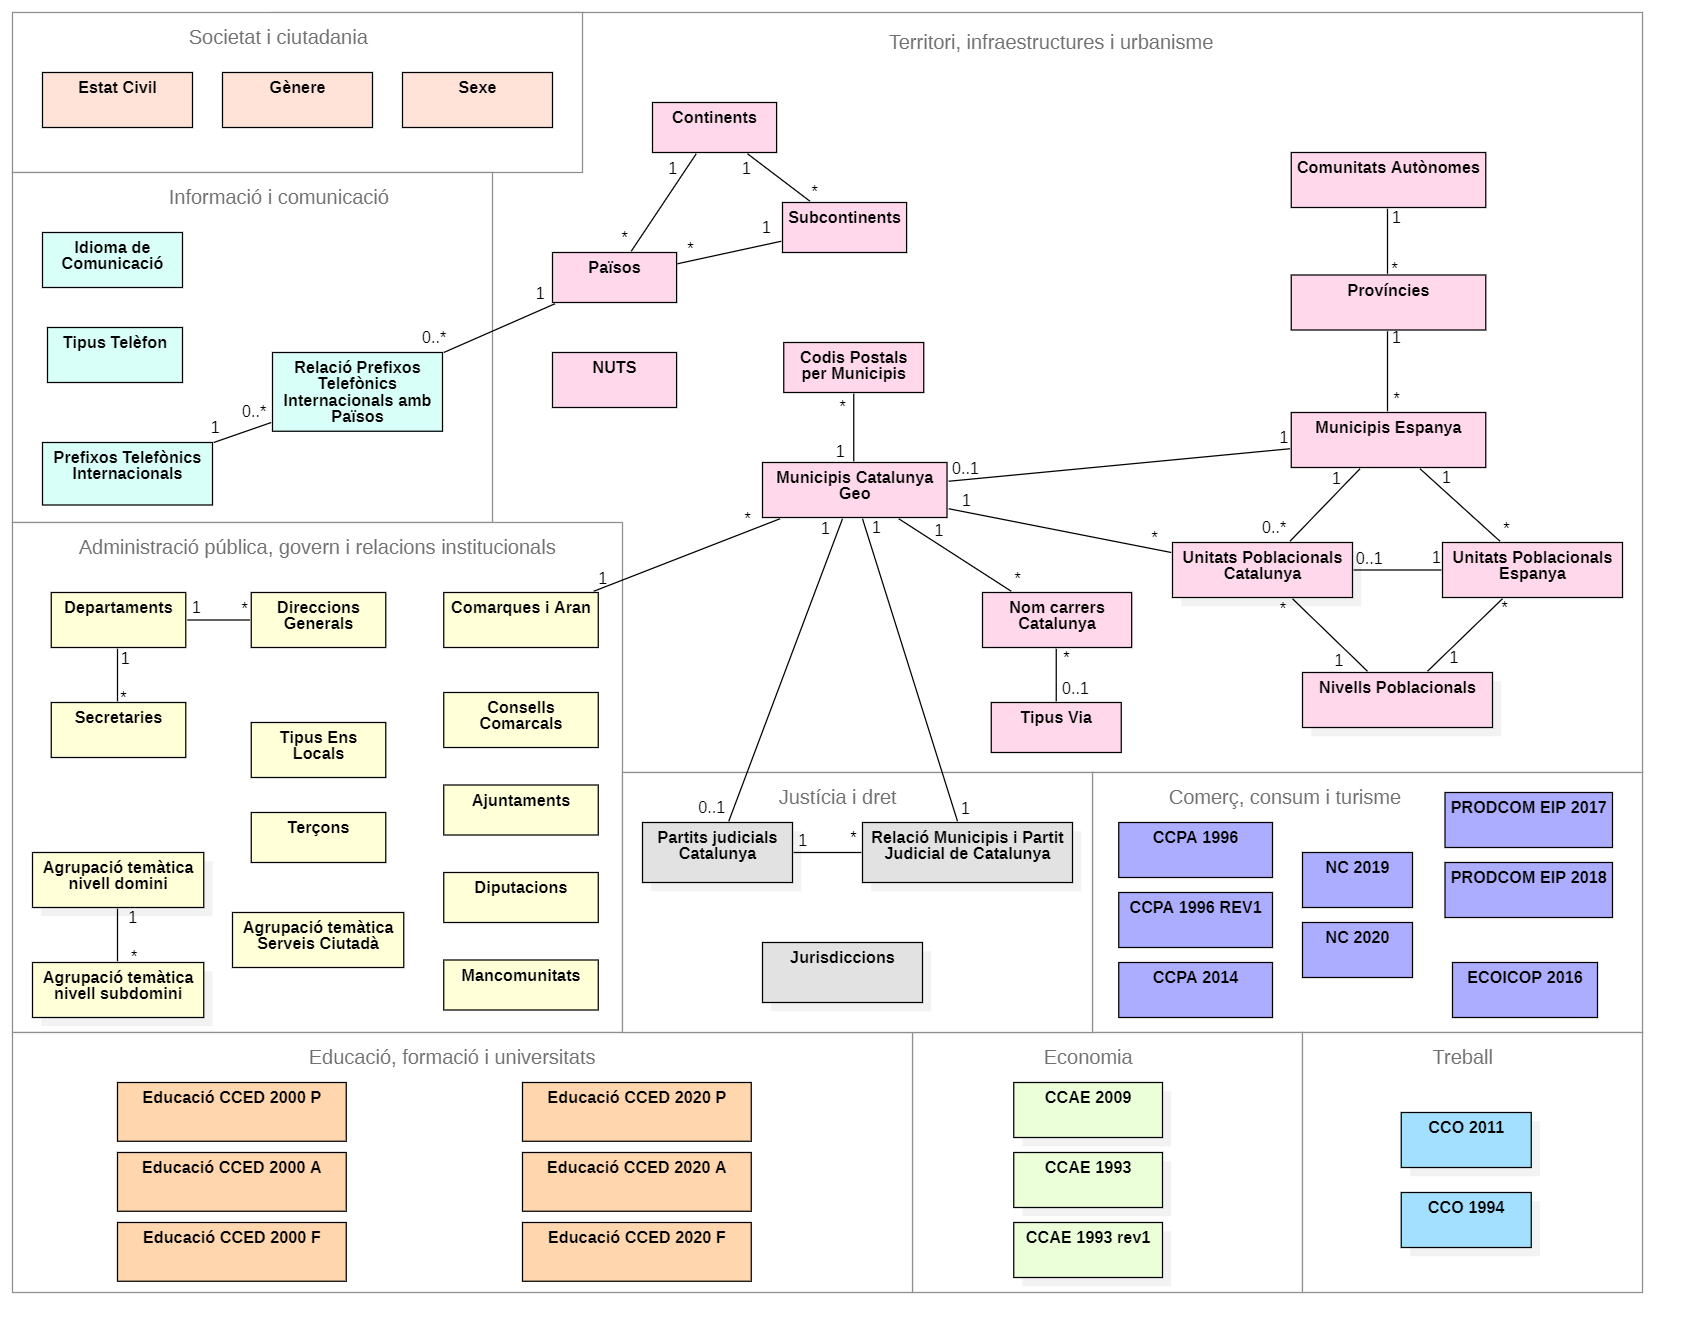 Societat i ciutadania
Estat Civil
Gènere
Sexe
Informació i comunicació
Idioma de
Comunicació
Tipus Telèfon
Relació Prefixos
Telefònics
Internacionals amb
Països
0..*
0..*
1
Prefixos Telefònics
Internacionals
Territori, infraestructures i urbanisme
Continents
1
1
*
*
Subcontinents
1
*
Països
1
NUTS
Codis Postals
per Municipis
*
1
Municipis Catalunya
Geo
0..1
1
1
*
1
1
1
*
*
Comunitats Autònomes
1
*
Províncies
1
*
Municipis Espanya
1
1
0..*
*
Unitats Poblacionals
Catalunya
0..1
1
Unitats Poblacionals
Espanya
*
*
1
1
Nivells Poblacionals
Nom carrers
Catalunya
*
0..1
Tipus Via
Administració pública, govern i relacions institucionals
1
Departaments
1
*
Direccions
Generals
Comarques i Aran
1
*
Secretaries
Consells
Comarcals
Tipus Ens
Locals
Ajuntaments
Terçons
Agrupació temàtica
nivell domini
Diputacions
1
*
Agrupació temàtica
Serveis Ciutadà
Agrupació temàtica
nivell subdomini
Mancomunitats
Justícia i dret
0..1
1
Partits judicials
Catalunya
1
*
Relació Municipis i Partit
Judicial de Catalunya
Jurisdiccions
Comerç, consum i turisme
CCPA 1996
CCPA 1996 REV1
CCPA 2014
NC 2019
NC 2020
PRODCOM EIP 2017
PRODCOM EIP 2018
ECOICOP 2016
Educació, formació i universitats
Educació CCED 2000 P
Educació CCED 2020 P
Educació CCED 2000 A
Educació CCED 2020 A
Educació CCED 2000 F
Educació CCED 2020 F
Economia
CCAE 2009
CCAE 1993
CCAE 1993 rev1
Treball
CCO 2011
CCO 1994